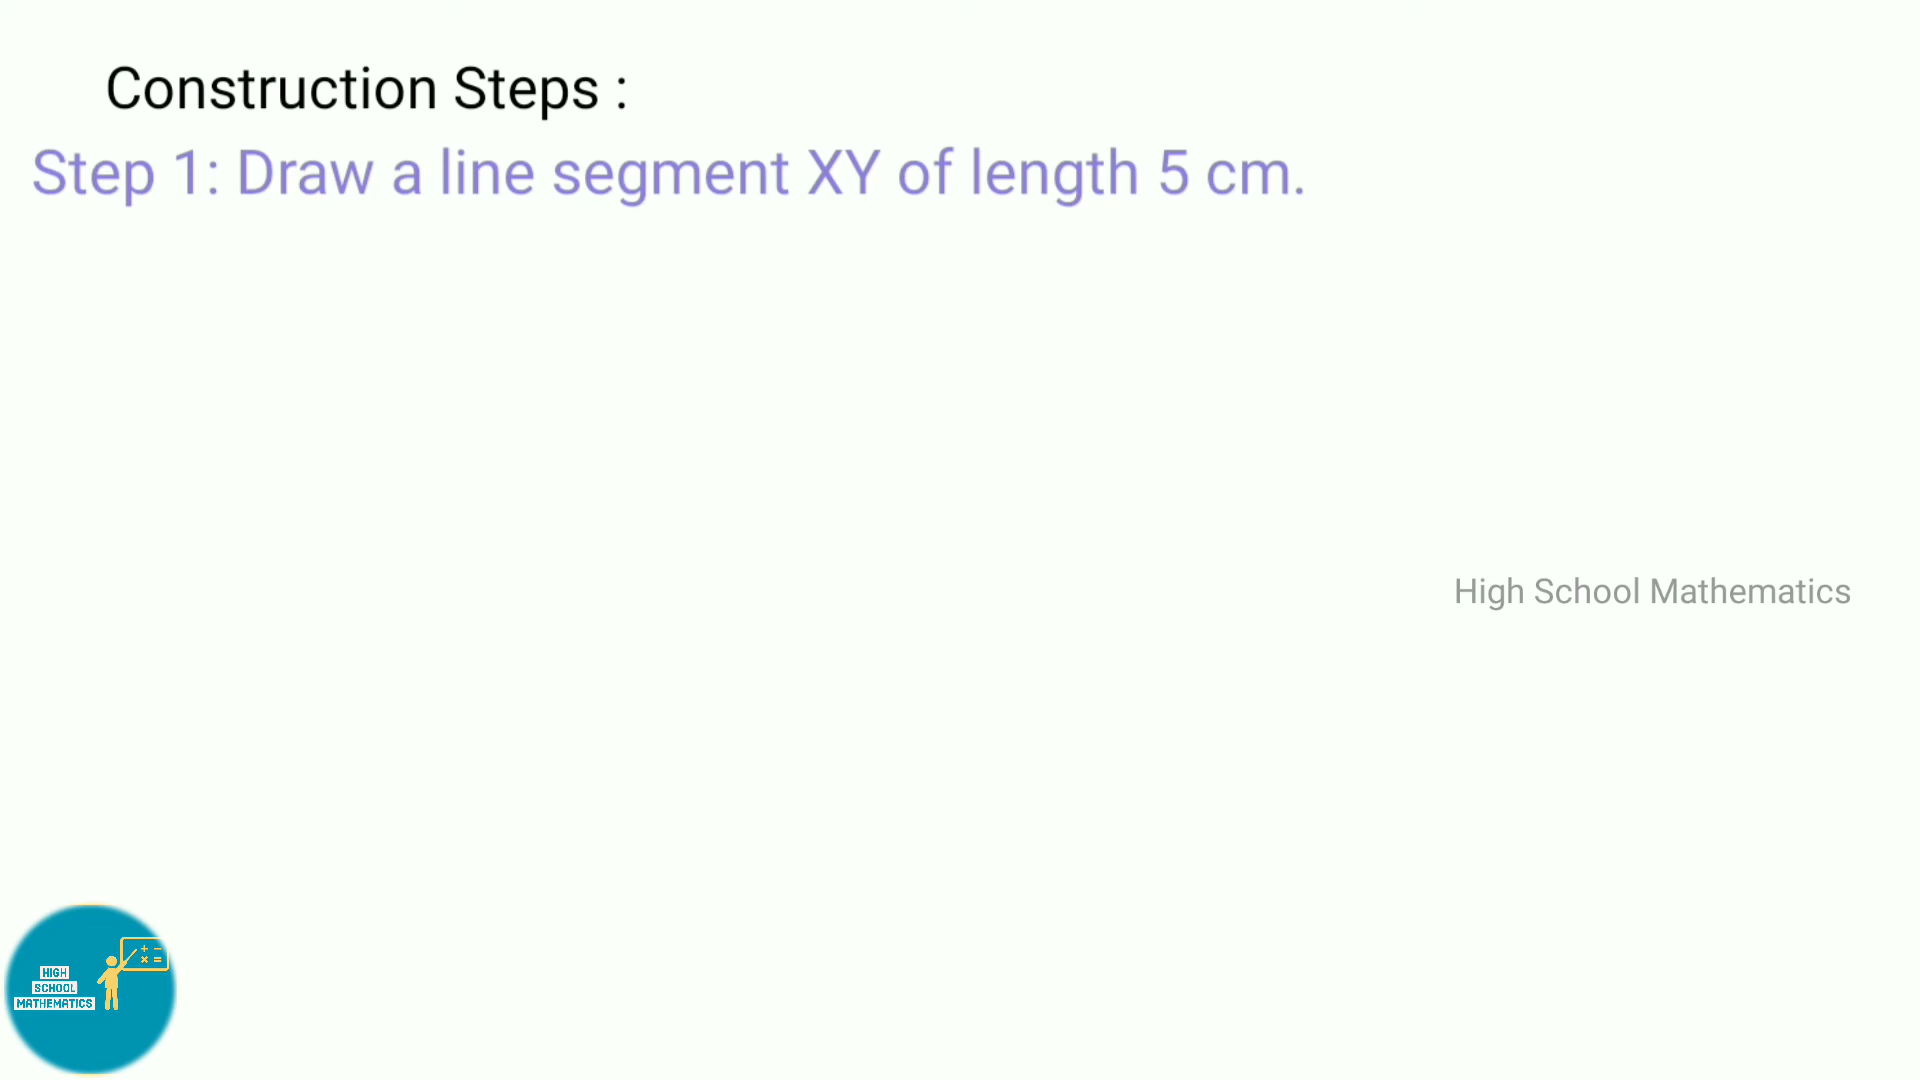 Construction Steps :
Step 1: Draw a line segment XY of length 5 cm.
High School Mathematics
+ −
× =
HIGH
SCHOOL
MATHEMATICS